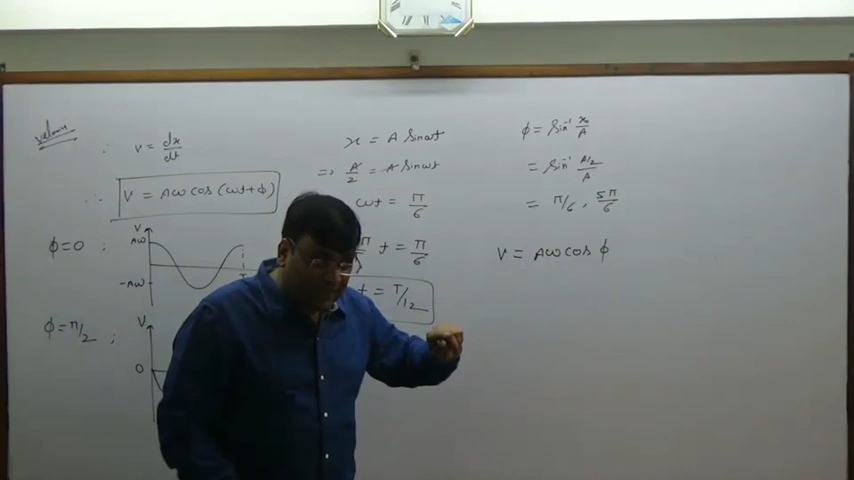 velocity
: v = dx/dt
∴ V = Aω cos (ωt+ϕ)
ϕ=0 :
V
Aω
-Aω
T
ϕ=π/2 ;
V
0
x = A Sinωt
=> A/2 = A Sinωt
ωt = π/6
π t = π/6
t = T/12
ϕ = Sin⁻¹ x₀/A
= Sin⁻¹ A/2/A
= π/6 , 5π/6
V = Aω cos ϕ